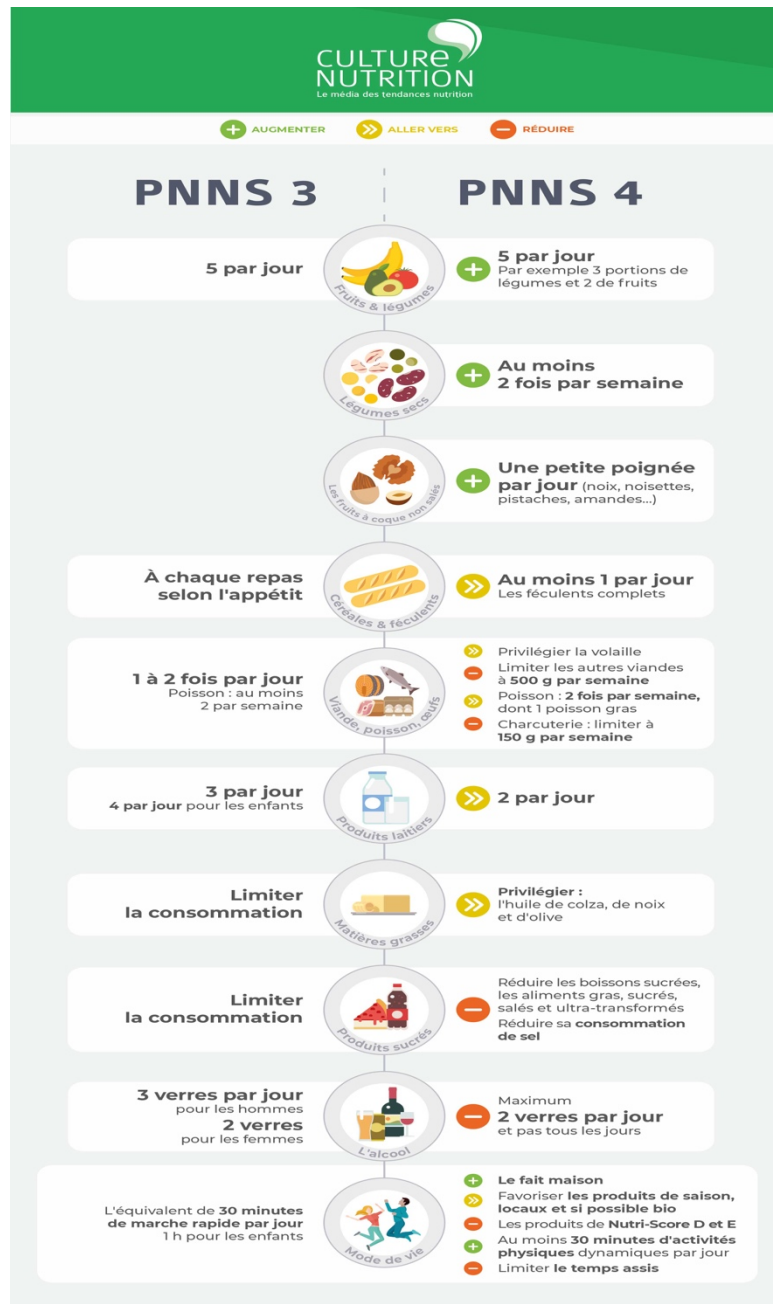 CULTURe
NUTRITION
Le média des tendances nutrition
AUGMENTER
ALLER VERS
RÉDUIRE
PNNS 3
PNNS 4
5 par jour
Fruits & légumes
5 par jour
Par exemple 3 portions de
légumes et 2 de fruits
Légumes secs
Au moins
2 fois par semaine
Les fruits à coque non salés
Une petite poignée
par jour (noix, noisettes,
pistaches, amandes...)
À chaque repas
selon l'appétit
Céréales & féculents
Au moins 1 par jour
Les féculents complets
1 à 2 fois par jour
Poisson : au moins
2 par semaine
Viande, poisson, œufs
Privilégier la volaille
Limiter les autres viandes
à 500 g par semaine
Poisson : 2 fois par semaine,
dont 1 poisson gras
Charcuterie : limiter à
150 g par semaine
3 par jour
4 par jour pour les enfants
Produits laitiers
2 par jour
Limiter
la consommation
Matières grasses
Privilégier :
l'huile de colza, de noix
et d'olive
Limiter
la consommation
Produits sucrés
Réduire les boissons sucrées,
les aliments gras, sucrés,
salés et ultra-transformés
Réduire sa consommation
de sel
3 verres par jour
pour les hommes
2 verres
pour les femmes
L'alcool
Maximum
2 verres par jour
et pas tous les jours
L'équivalent de 30 minutes
de marche rapide par jour
1 h pour les enfants
Mode de vie
Le fait maison
Favoriser les produits de saison,
locaux et si possible bio
Les produits de Nutri-Score D et E
Au moins 30 minutes d'activités
physiques dynamiques par jour
Limiter le temps assis